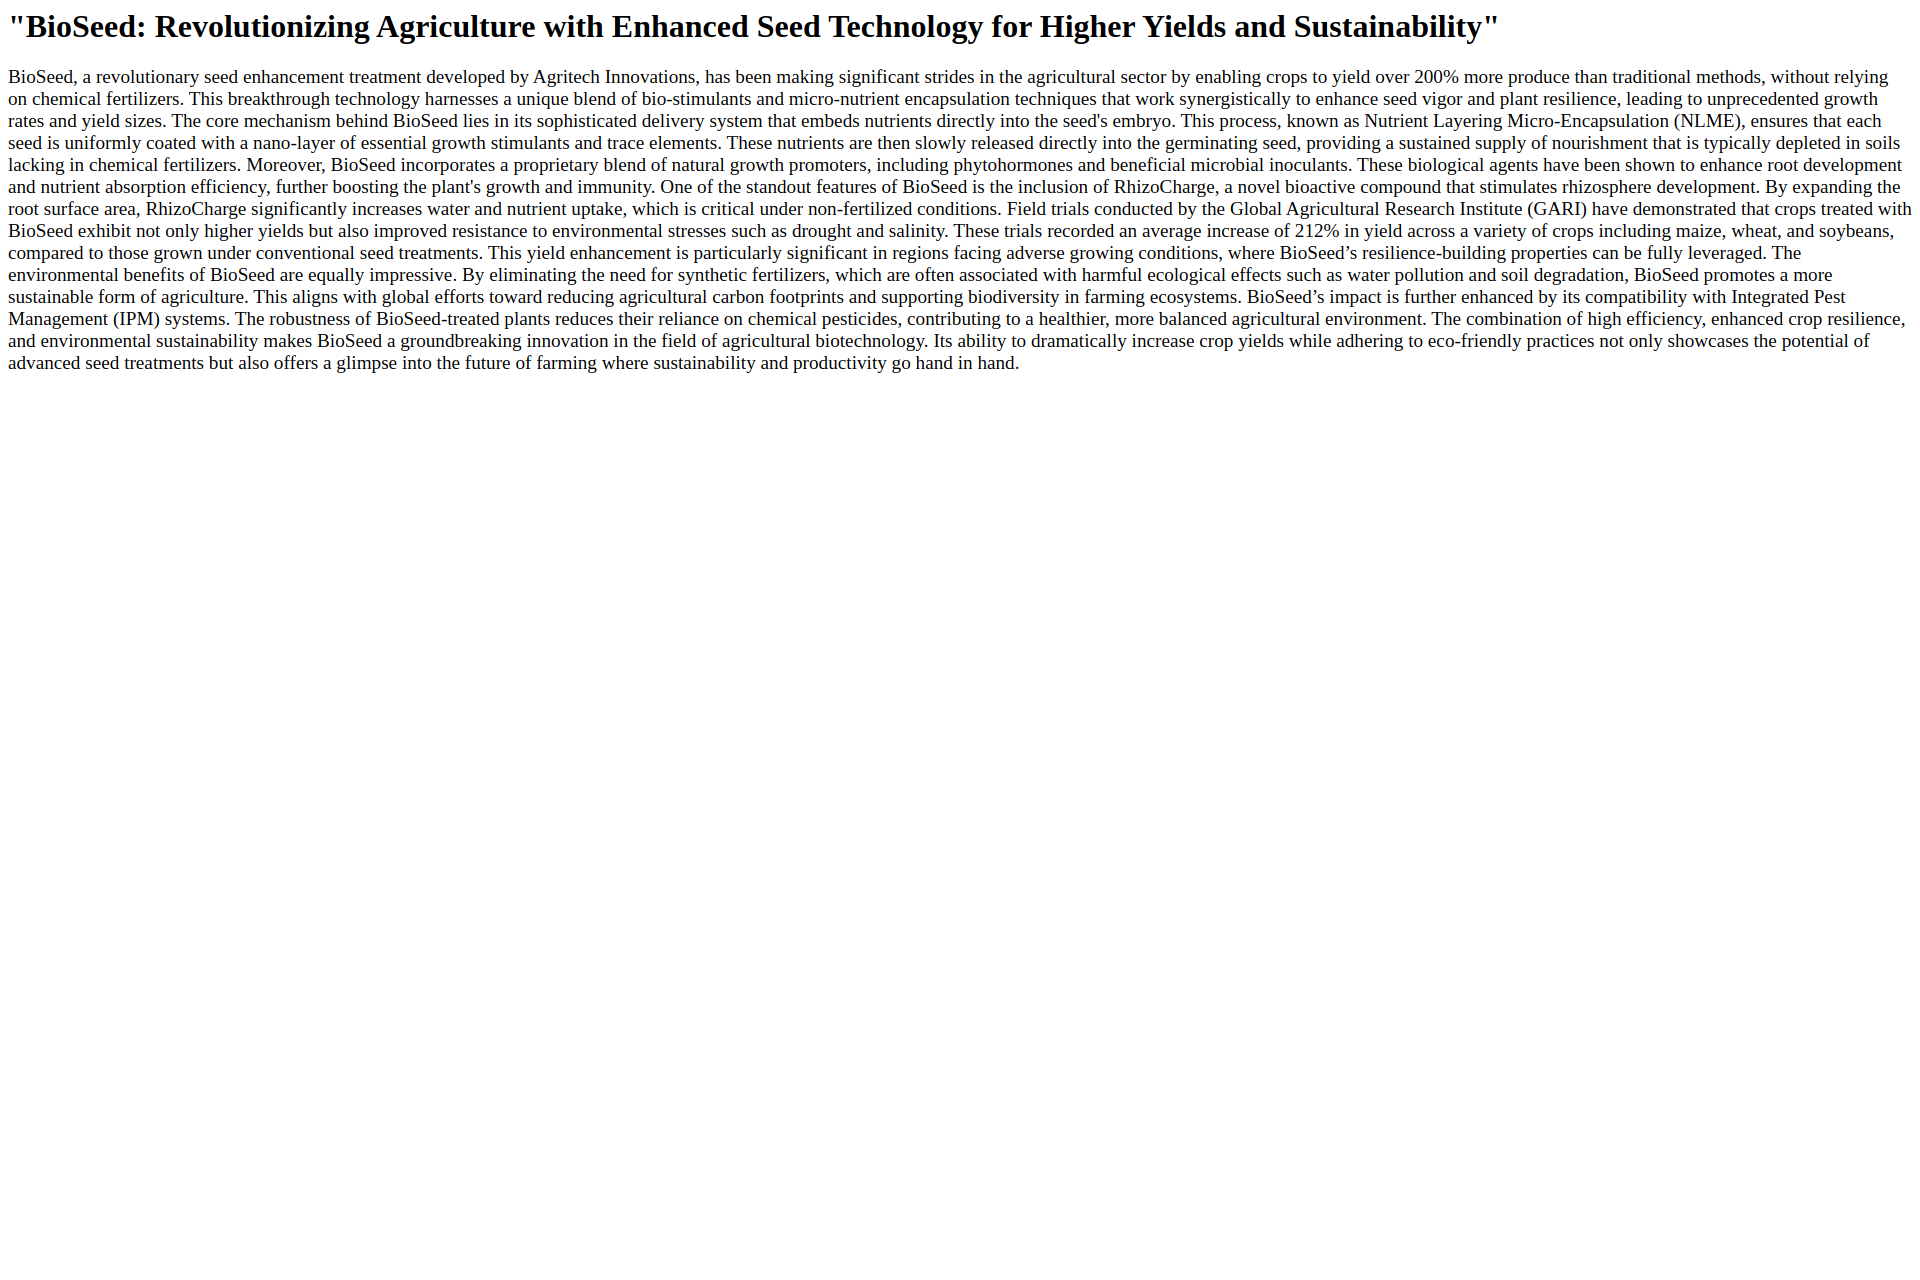 "BioSeed: Revolutionizing Agriculture with Enhanced Seed Technology for Higher Yields and Sustainability"
BioSeed, a revolutionary seed enhancement treatment developed by Agritech Innovations, has been making significant strides in the agricultural sector by enabling crops to yield over 200% more produce than traditional methods, without relying
on chemical fertilizers. This breakthrough technology harnesses a unique blend of bio-stimulants and micro-nutrient encapsulation techniques that work synergistically to enhance seed vigor and plant resilience, leading to unprecedented growth
rates and yield sizes. The core mechanism behind BioSeed lies in its sophisticated delivery system that embeds nutrients directly into the seed's embryo. This process, known as Nutrient Layering Micro-Encapsulation (NLME), ensures that each
seed is uniformly coated with a nano-layer of essential growth stimulants and trace elements. These nutrients are then slowly released directly into the germinating seed, providing a sustained supply of nourishment that is typically depleted in soils
lacking in chemical fertilizers. Moreover, BioSeed incorporates a proprietary blend of natural growth promoters, including phytohormones and beneficial microbial inoculants. These biological agents have been shown to enhance root development
and nutrient absorption efficiency, further boosting the plant's growth and immunity. One of the standout features of BioSeed is the inclusion of RhizoCharge, a novel bioactive compound that stimulates rhizosphere development. By expanding the
root surface area, RhizoCharge significantly increases water and nutrient uptake, which is critical under non-fertilized conditions. Field trials conducted by the Global Agricultural Research Institute (GARI) have demonstrated that crops treated with
BioSeed exhibit not only higher yields but also improved resistance to environmental stresses such as drought and salinity. These trials recorded an average increase of 212% in yield across a variety of crops including maize, wheat, and soybeans,
compared to those grown under conventional seed treatments. This yield enhancement is particularly significant in regions facing adverse growing conditions, where BioSeed’s resilience-building properties can be fully leveraged. The
environmental benefits of BioSeed are equally impressive. By eliminating the need for synthetic fertilizers, which are often associated with harmful ecological effects such as water pollution and soil degradation, BioSeed promotes a more
sustainable form of agriculture. This aligns with global efforts toward reducing agricultural carbon footprints and supporting biodiversity in farming ecosystems. BioSeed’s impact is further enhanced by its compatibility with Integrated Pest
Management (IPM) systems. The robustness of BioSeed-treated plants reduces their reliance on chemical pesticides, contributing to a healthier, more balanced agricultural environment. The combination of high efficiency, enhanced crop resilience,
and environmental sustainability makes BioSeed a groundbreaking innovation in the field of agricultural biotechnology. Its ability to dramatically increase crop yields while adhering to eco-friendly practices not only showcases the potential of
advanced seed treatments but also offers a glimpse into the future of farming where sustainability and productivity go hand in hand.